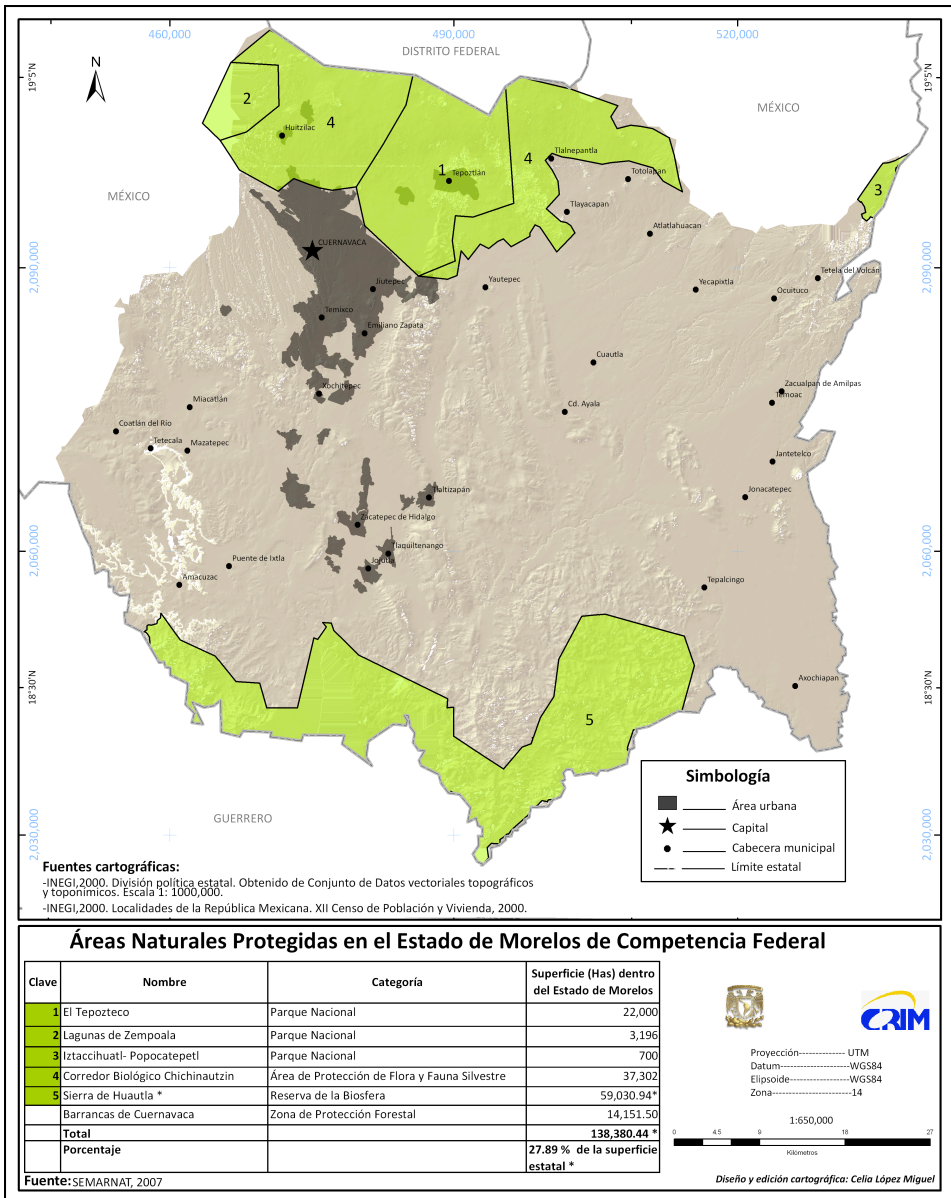 460,000
490,000
520,000
DISTRITO FEDERAL
19°5'N
N
19°5'N
MÉXICO
2
4
Huitzilac
1
Tepoztlán
4
Tlalnepantla
Totolapan
3
MÉXICO
Tlayacapan
Atlatlahuacan
CUERNAVACA
2,090,000
2,090,000
Tetela del Volcán
Jiutepec
Yautepec
Yecapixtla
Ocuituco
Temixco
Emiliano Zapata
Cuautla
Xochitepec
Zacualpan de Amilpas
Temoac
Miacatlán
Cd. Ayala
Coatlán del Río
Tetecala
Mazatepec
Jantetelco
Tlaltizapán
Jonacatepec
Zacatepec de Hidalgo
2,060,000
2,060,000
Tlaquiltenango
Puente de Ixtla
Jojutla
Amacuzac
Tepalcingo
18°30'N
18°30'N
Axochiapan
5
GUERRERO
2,030,000
2,030,000
Simbología
Área urbana
Capital
Cabecera municipal
Límite estatal
Fuentes cartográficas:
-INEGI,2000. División política estatal. Obtenido de Conjunto de Datos vectoriales topográficos
y toponímicos. Escala 1: 1000,000.
-INEGI,2000. Localidades de la República Mexicana. XII Censo de Población y Vivienda, 2000.
Áreas Naturales Protegidas en el Estado de Morelos de Competencia Federal
Clave Nombre Categoría Superficie (Has) dentro
del Estado de Morelos
1 El Tepozteco Parque Nacional 22,000
2 Lagunas de Zempoala Parque Nacional 3,196
3 Iztaccihuatl- Popocatepetl Parque Nacional 700
4 Corredor Biológico Chichinautzin Área de Protección de Flora y Fauna Silvestre 37,302
5 Sierra de Huautla * Reserva de la Biosfera 59,030.94*
Barrancas de Cuernavaca Zona de Protección Forestal 14,151.50
Total 138,380.44 *
Porcentaje 27.89 % de la superficie
estatal *
Fuente: SEMARNAT, 2007
CRIM
Proyección-------------- UTM
Datum-------------------WGS84
Elipsoide-----------------WGS84
Zona---------------------14
1:650,000
0 4.5 9 18 27
Kilómetros
Diseño y edición cartográfica: Celia López Miguel